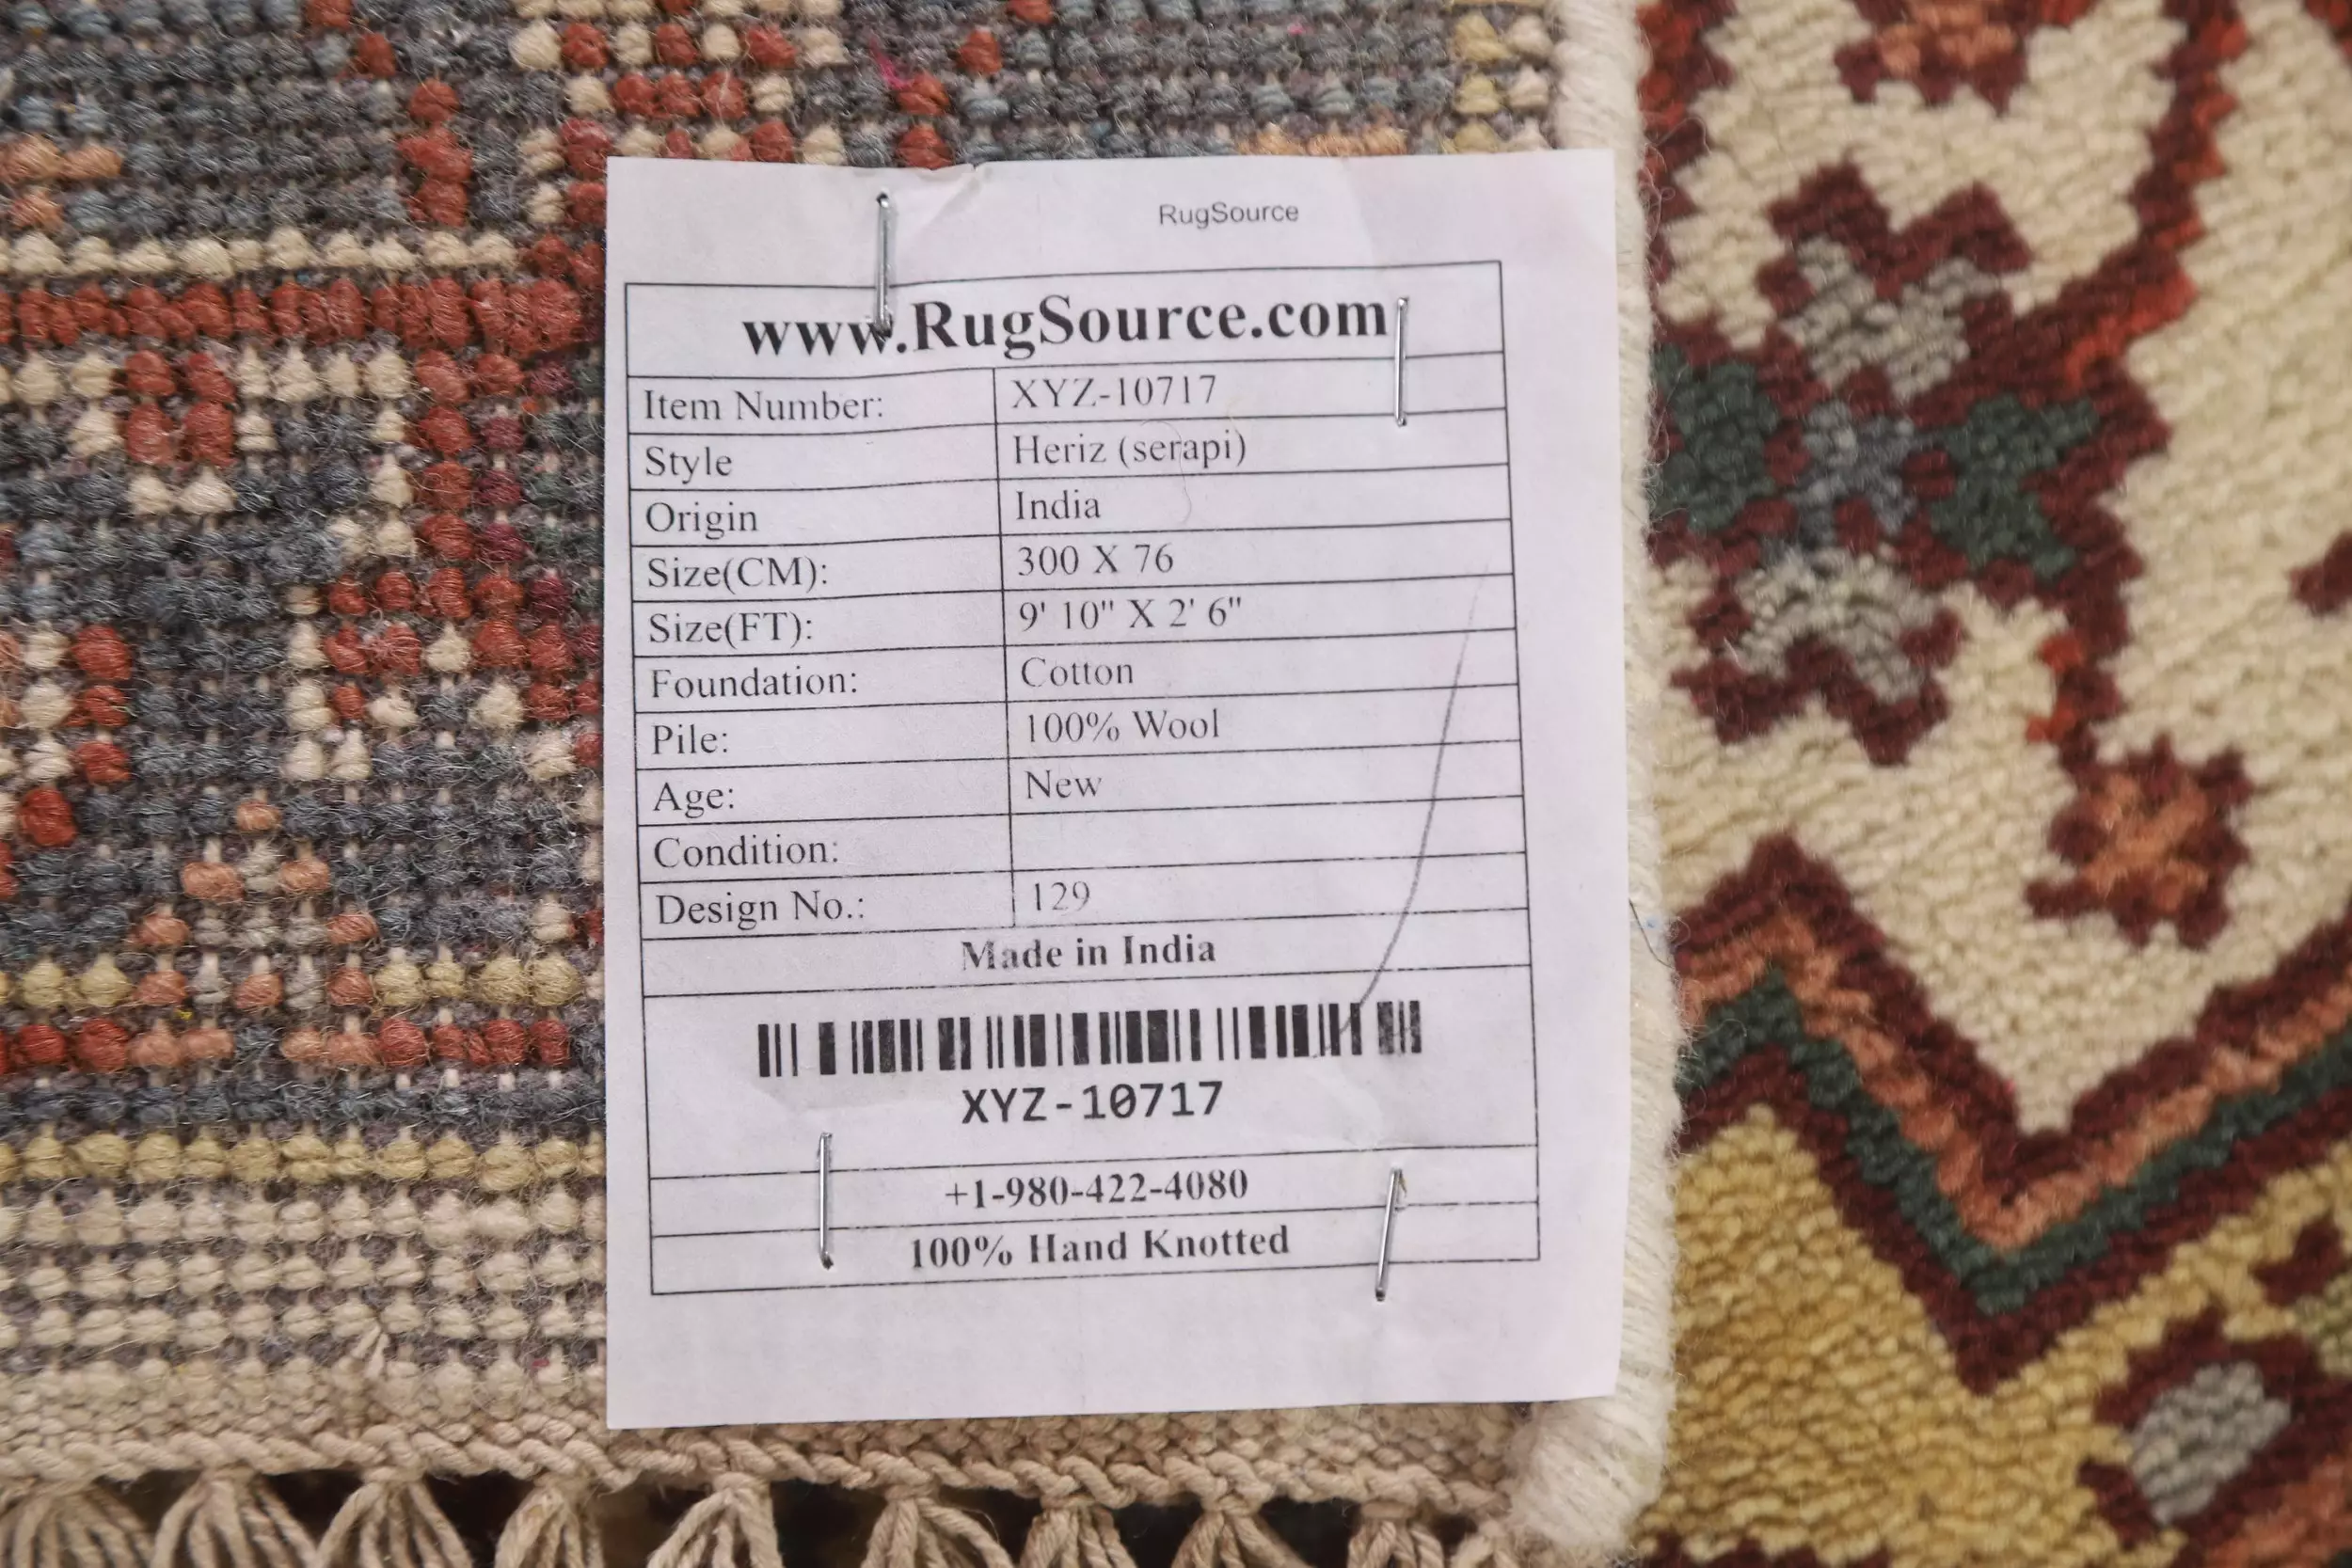 RugSource
www.RugSource.com
Item Number: XYZ-10717
Style Heriz (serapi)
Origin India
Size(CM): 300 X 76
Size(FT): 9' 10" X 2' 6"
Foundation: Cotton
Pile: 100% Wool
Age: New
Condition:
Design No.: 129
Made in India
XYZ-10717
+1-980-422-4080
100% Hand Knotted